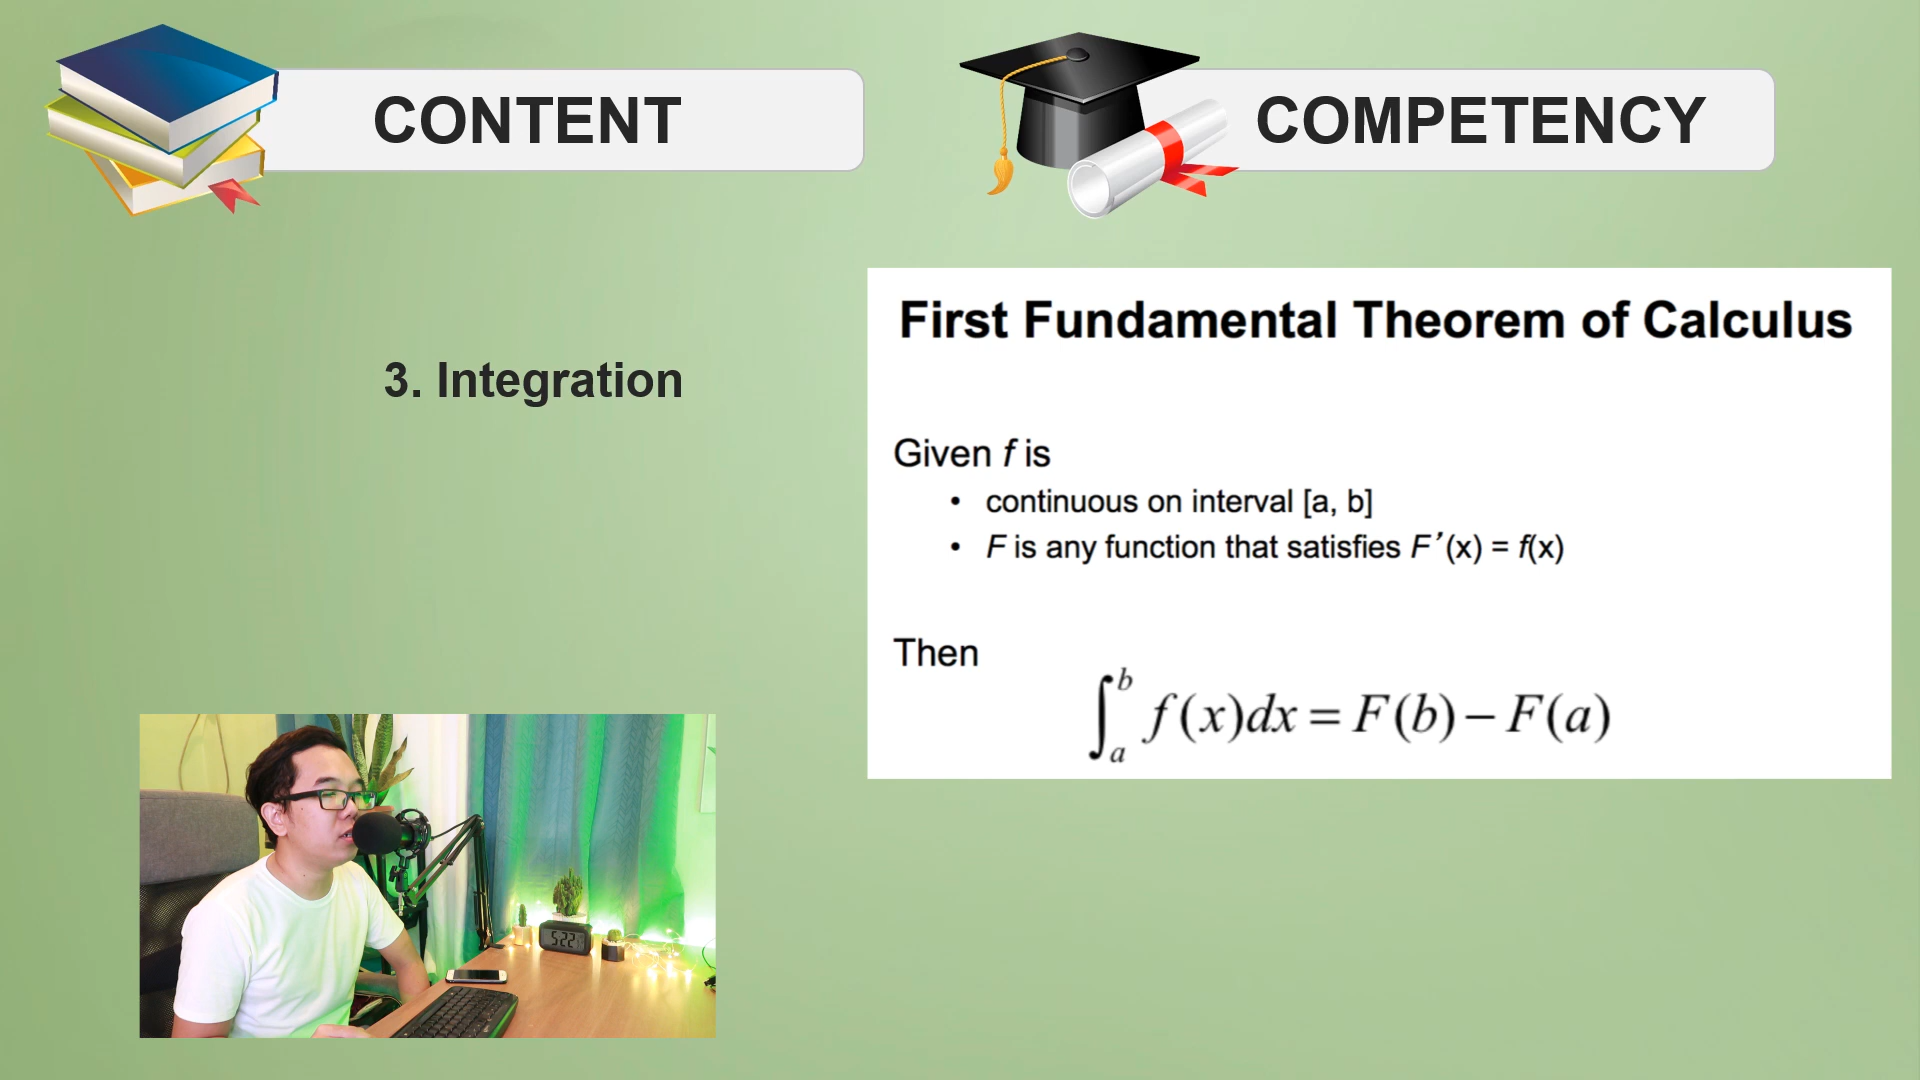 CONTENT
COMPETENCY
3. Integration
First Fundamental Theorem of Calculus
Given f is
• continuous on interval [a, b]
• F is any function that satisfies F′(x) = f(x)
Then
∫_a^b f(x)dx = F(b) − F(a)
5:22